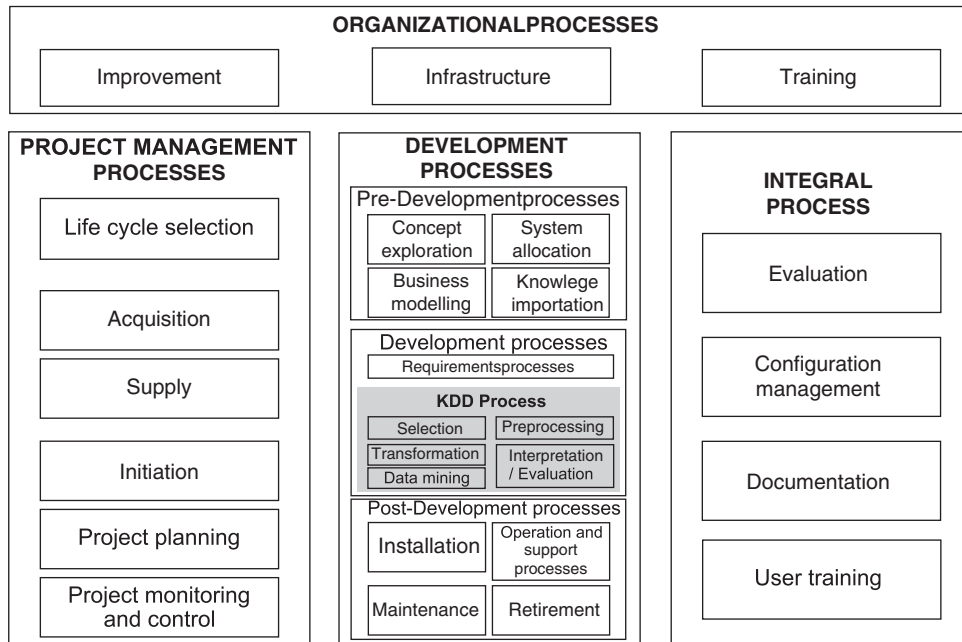 ORGANIZATIONALPROCESSES
Improvement
Infrastructure
Training
PROJECT MANAGEMENT
PROCESSES
Life cycle selection
Acquisition
Supply
Initiation
Project planning
Project monitoring
and control
DEVELOPMENT
PROCESSES
Pre-Developmentprocesses
Concept
exploration
System
allocation
Business
modelling
Knowlege
importation
Development processes
Requirementsprocesses
KDD Process
Selection
Preprocessing
Transformation
Data mining
Interpretation
/ Evaluation
Post-Development processes
Installation
Operation and
support
processes
Maintenance
Retirement
INTEGRAL
PROCESS
Evaluation
Configuration
management
Documentation
User training